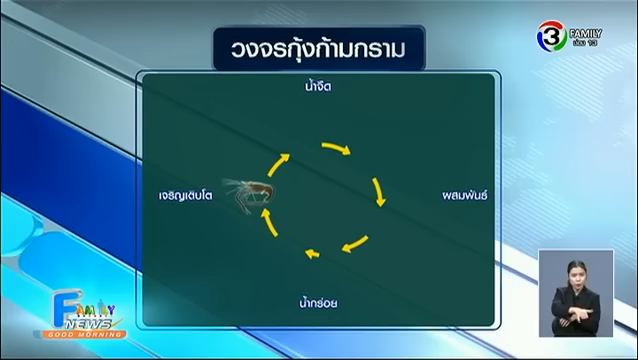 วงจรกุ้งก้ามกราม
3 FAMILY
ช่อง 13
น้ำจืด
เจริญเติบโต
ผสมพันธุ์
น้ำกร่อย
FAMILY
NEWS
GOOD MORNING